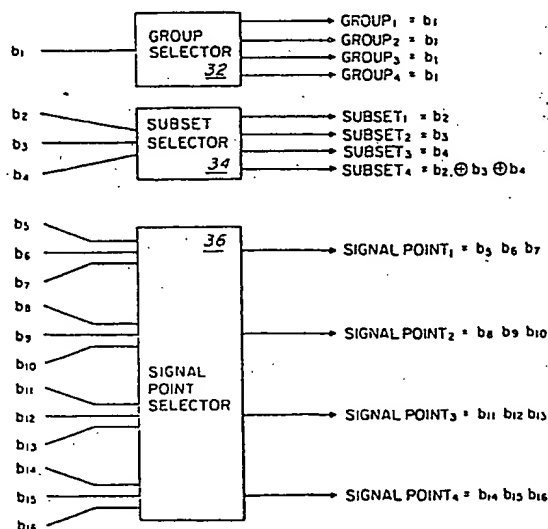 b₁
GROUP
SELECTOR
32
GROUP₁ = b₁
GROUP₂ = b₁
GROUP₃ = b₁
GROUP₄ = b₁
b₂
b₃
b₄
SUBSET
SELECTOR
34
SUBSET₁ = b₂
SUBSET₂ = b₃
SUBSET₃ = b₄
SUBSET₄ = b₂ ⊕ b₃ ⊕ b₄
b₅
b₆
b₇
b₈
b₉
b₁₀
b₁₁
b₁₂
b₁₃
b₁₄
b₁₅
b₁₆
36
SIGNAL
POINT
SELECTOR
SIGNAL POINT₁ = b₅ b₆ b₇
SIGNAL POINT₂ = b₈ b₉ b₁₀
SIGNAL POINT₃ = b₁₁ b₁₂ b₁₃
SIGNAL POINT₄ = b₁₄ b₁₅ b₁₆